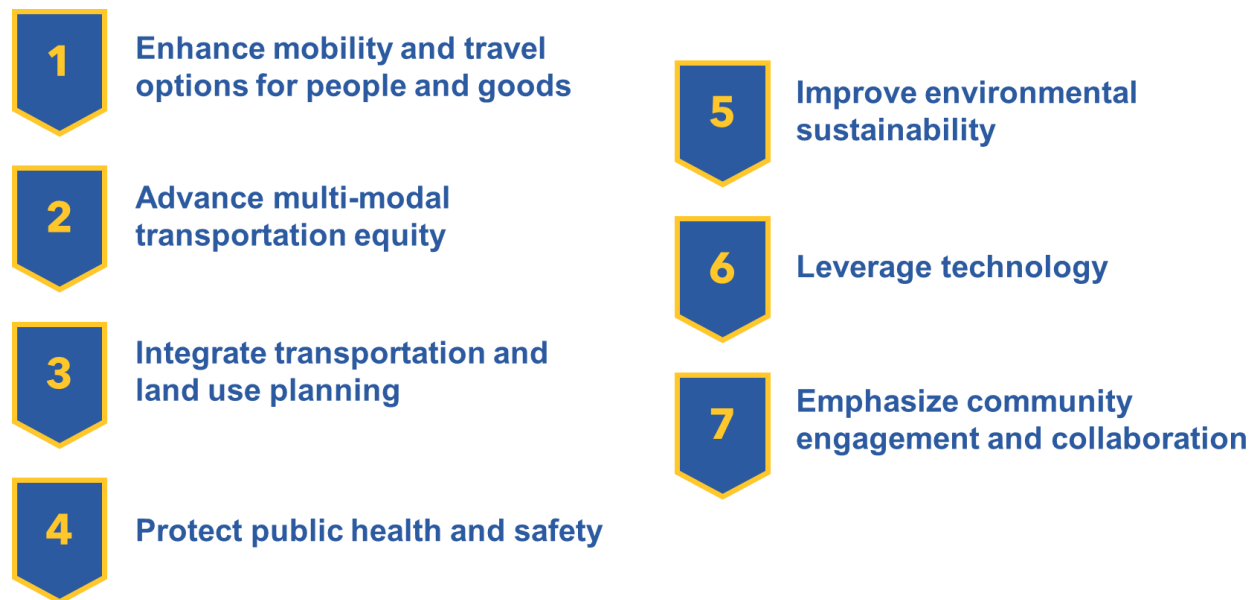 1
Enhance mobility and travel
options for people and goods
2
Advance multi-modal
transportation equity
3
Integrate transportation and
land use planning
4
Protect public health and safety
5
Improve environmental
sustainability
6
Leverage technology
7
Emphasize community
engagement and collaboration